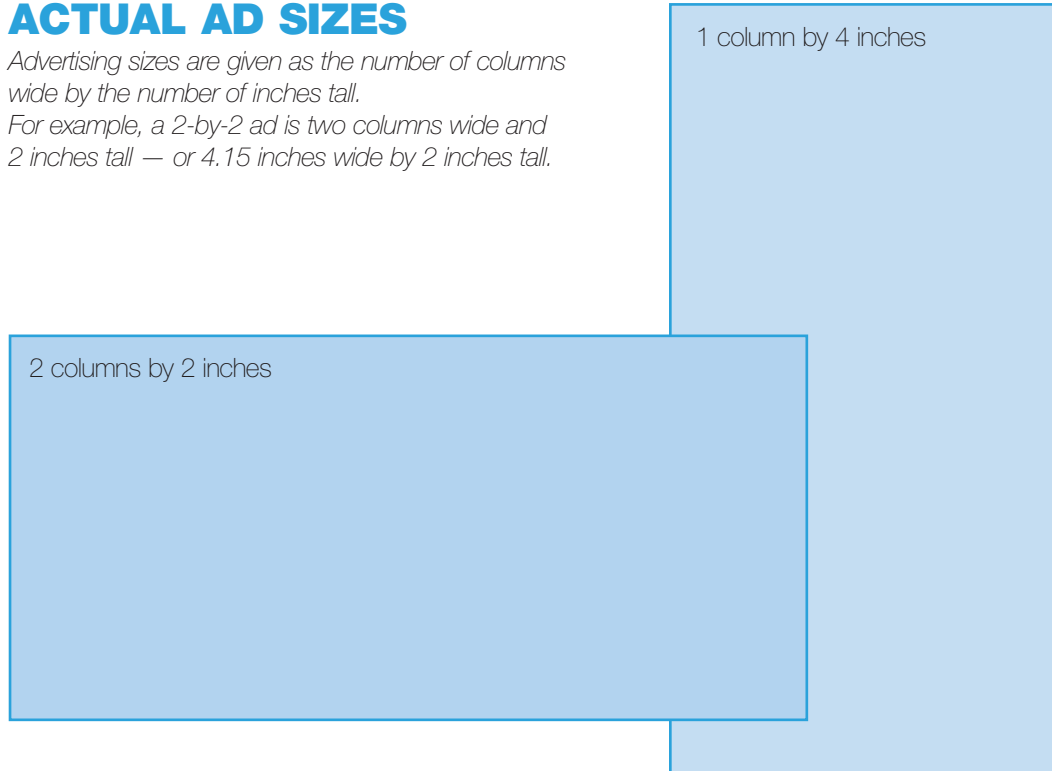 ACTUAL AD SIZES
Advertising sizes are given as the number of columns
wide by the number of inches tall.
For example, a 2-by-2 ad is two columns wide and
2 inches tall — or 4.15 inches wide by 2 inches tall.
1 column by 4 inches
2 columns by 2 inches